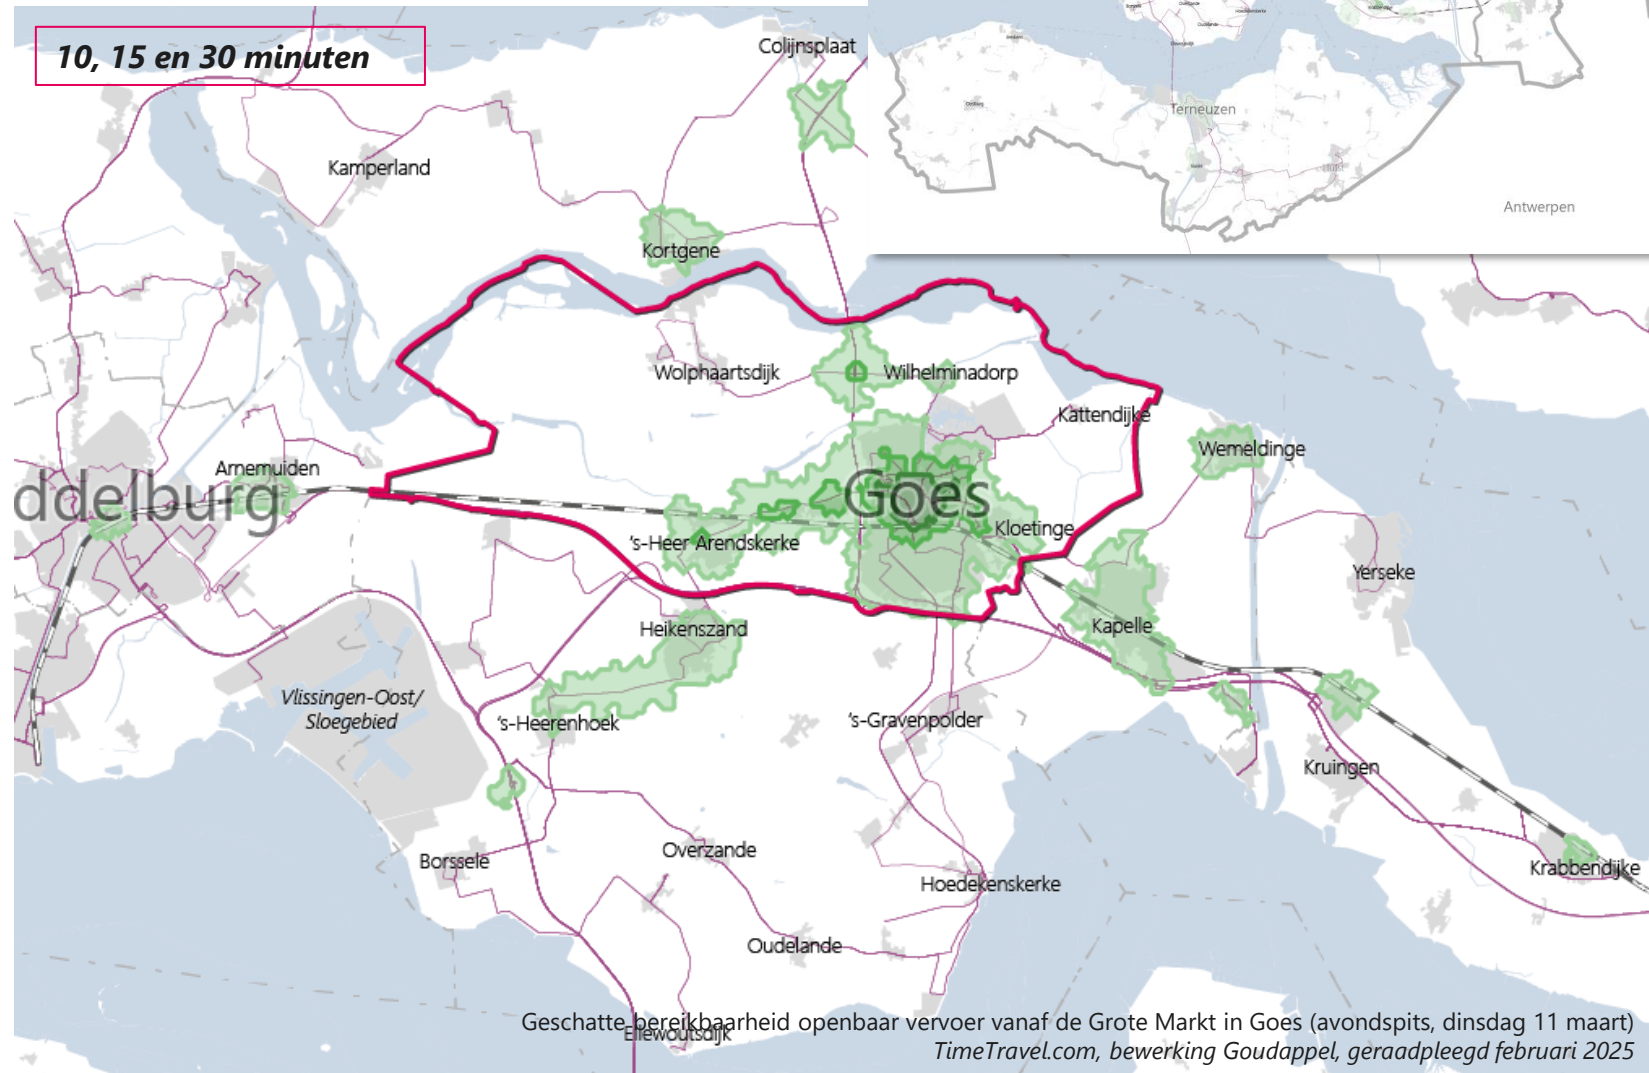 10, 15 en 30 minuten
Colijnsplaat
Terneuzen
Antwerpen
Kamperland
Kortgene
Wolphaartsdijk
Wilhelminadorp
Kattendijke
Wemeldinge
Arnemuiden
ddelburg
Goes
Kloetinge
's-Heer Arendskerke
Yerseke
Heikenszand
Kapelle
Vlissingen-Oost/
Sloegebied
's-Heerenhoek
's-Gravenpolder
Kruingen
Borssele
Overzande
Hoedekenskerke
Krabbendijke
Oudelande
Geschatte bereikbaarheid openbaar vervoer vanaf de Grote Markt in Goes (avondspits, dinsdag 11 maart)
Ellewoutsdijk
TimeTravel.com, bewerking Goudappel, geraadpleegd februari 2025